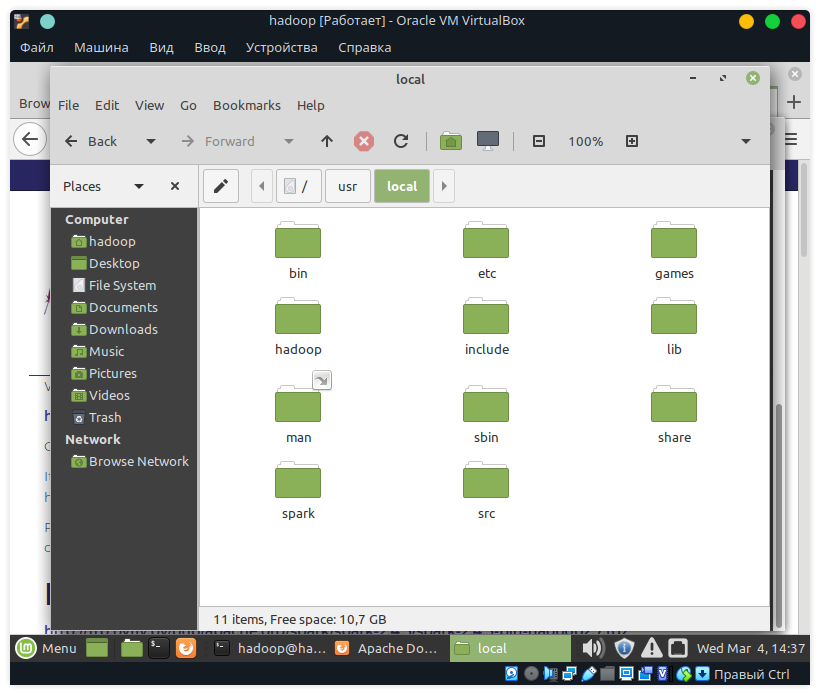 hadoop [Работает] - Oracle VM VirtualBox
Файл Машина Вид Ввод Устройства Справка
Brow
local
File Edit View Go Bookmarks Help
Back Forward 100%
Places / usr local
Computer
hadoop
Desktop
File System
Documents
Downloads
Music
Pictures
Videos
Trash
Network
Browse Network
bin etc games
hadoop include lib
man sbin share
spark src
11 items, Free space: 10,7 GB
Menu hadoop@ha... Apache Do... local Wed Mar 4, 14:37
Правый Ctrl